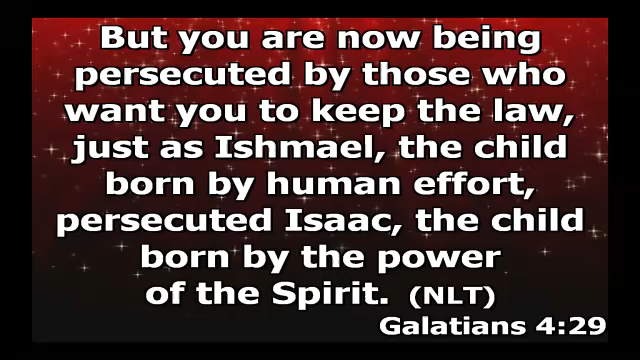 But you are now being
persecuted by those who
want you to keep the law,
just as Ishmael, the child
born by human effort,
persecuted Isaac, the child
born by the power
of the Spirit. (NLT)
Galatians 4:29